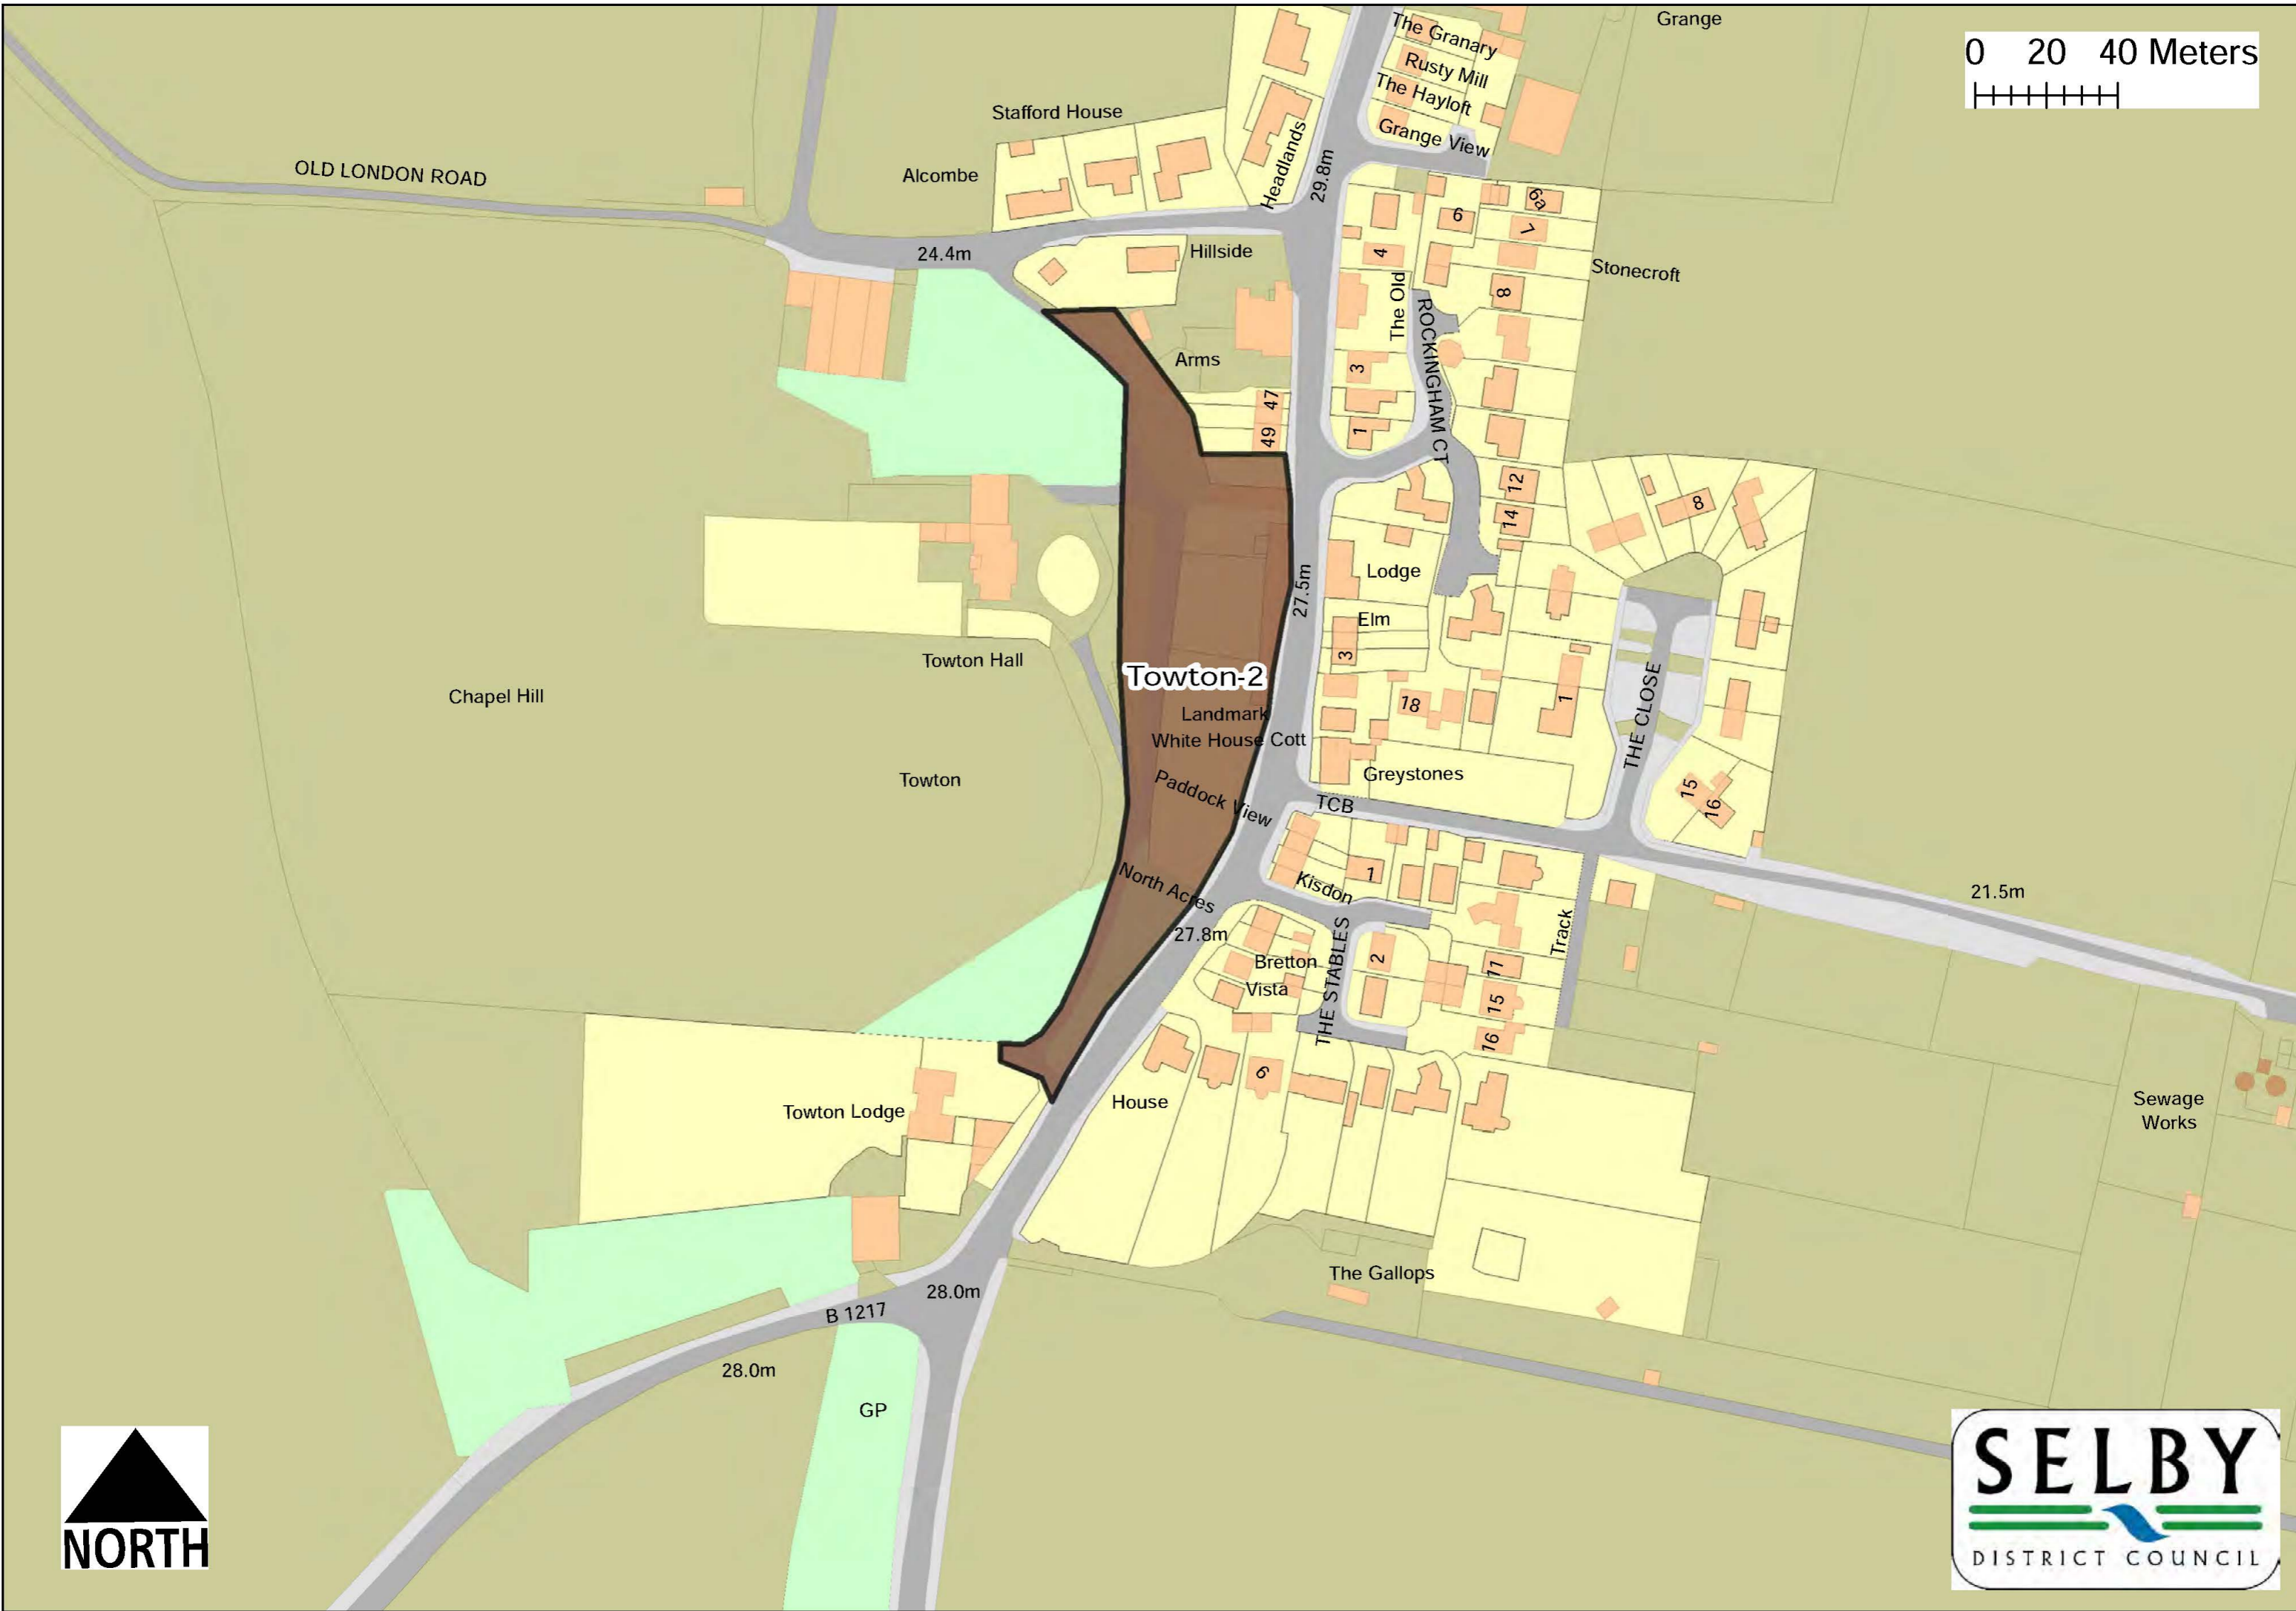 Grange
0 20 40 Meters
The Granary
Rusty Mill
The Hayloft
Grange View
Stafford House
Headlands
29.8m
OLD LONDON ROAD
Alcombe
6a
6
7
4
24.4m
Hillside
Stonecroft
8
The Old
ROCKINGHAM CT
Arms
3
47
49
1
12
14
8
Lodge
27.5m
Elm
3
Towton Hall
Towton-2
Chapel Hill
18
1
THE CLOSE
Landmark
White House Cott
Greystones
Towton
Paddock View
TCB
15
16
North Acres
Kisdon
1
21.5m
27.8m
Track
Bretton
2
11
Vista
THE STABLES
15
16
6
House
Towton Lodge
Sewage
Works
The Gallops
28.0m
B 1217
28.0m
GP
NORTH
SELBY
DISTRICT COUNCIL